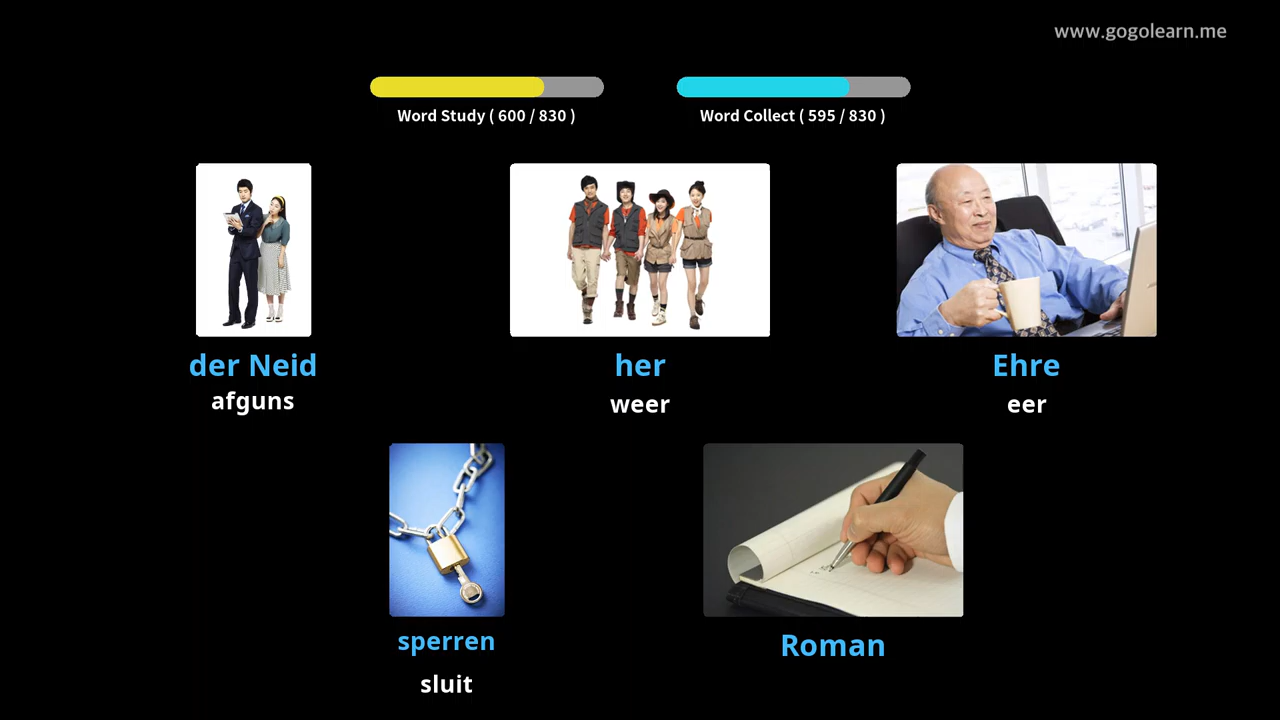 www.gogolearn.me
Word Study ( 600 / 830 )
Word Collect ( 595 / 830 )
der Neid
afguns
her
weer
Ehre
eer
sperren
sluit
Roman